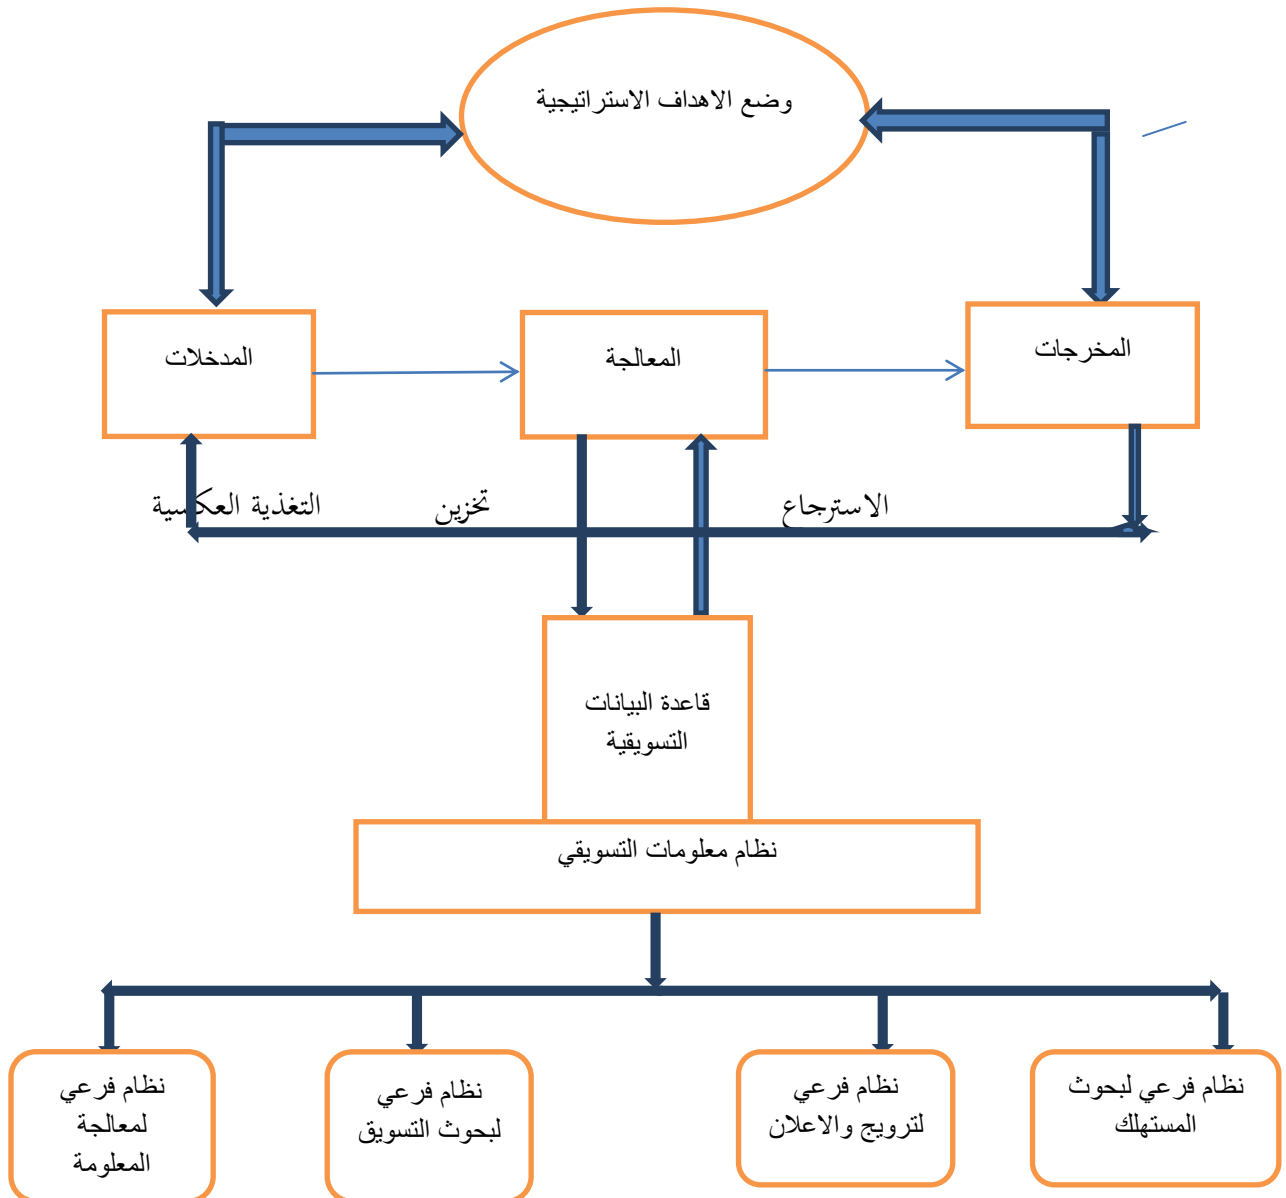 وضع الاهداف الاستراتيجية
المخرجات
المعالجة
المدخلات
الاسترجاع
تخزين
التغذية العكسية
قاعدة البيانات
التسويقية
نظام معلومات التسويقي
نظام فرعي لبحوث
المستهلك
نظام فرعي
لترويج والاعلان
نظام فرعي
لبحوث التسويق
نظام فرعي
لمعالجة
المعلومة